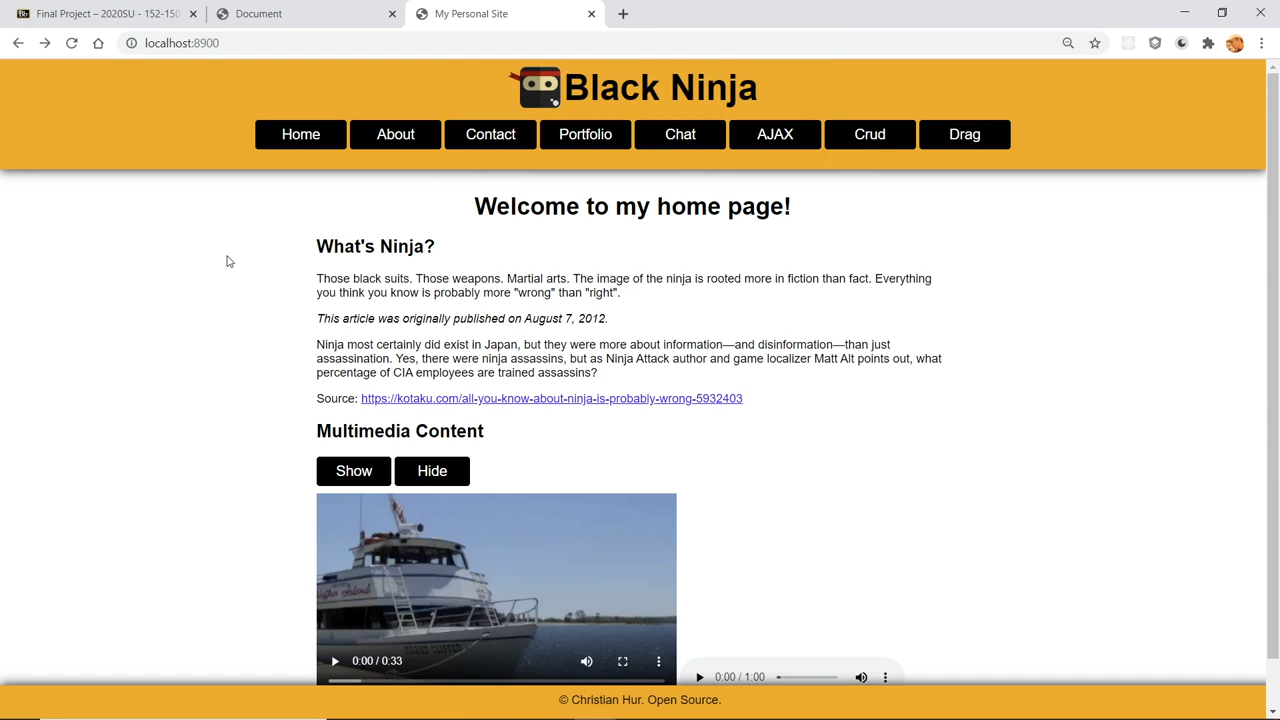 Final Project – 2020SU - 152-150
Document
My Personal Site
localhost:8900
Black Ninja
Home
About
Contact
Portfolio
Chat
AJAX
Crud
Drag
Welcome to my home page!
What's Ninja?
Those black suits. Those weapons. Martial arts. The image of the ninja is rooted more in fiction than fact. Everything
you think you know is probably more "wrong" than "right".
This article was originally published on August 7, 2012.
Ninja most certainly did exist in Japan, but they were more about information—and disinformation—than just
assassination. Yes, there were ninja assassins, but as Ninja Attack author and game localizer Matt Alt points out, what
percentage of CIA employees are trained assassins?
Source: https://kotaku.com/all-you-know-about-ninja-is-probably-wrong-5932403
Multimedia Content
Show
Hide
Island
0:00 / 0:33
0:00 / 1:00
© Christian Hur. Open Source.